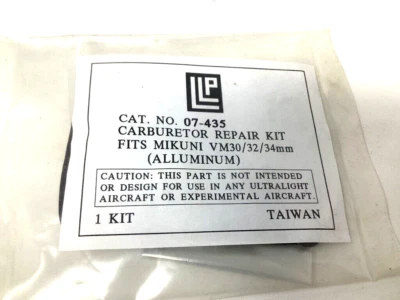 LLP
CAT. NO. 07-435
CARBURETOR REPAIR KIT
FITS MIKUNI VM30/32/34mm
(ALLUMINUM)
CAUTION: THIS PART IS NOT INTENDED
OR DESIGN FOR USE IN ANY ULTRALIGHT
AIRCRAFT OR EXPERIMENTAL AIRCRAFT.
1 KIT TAIWAN